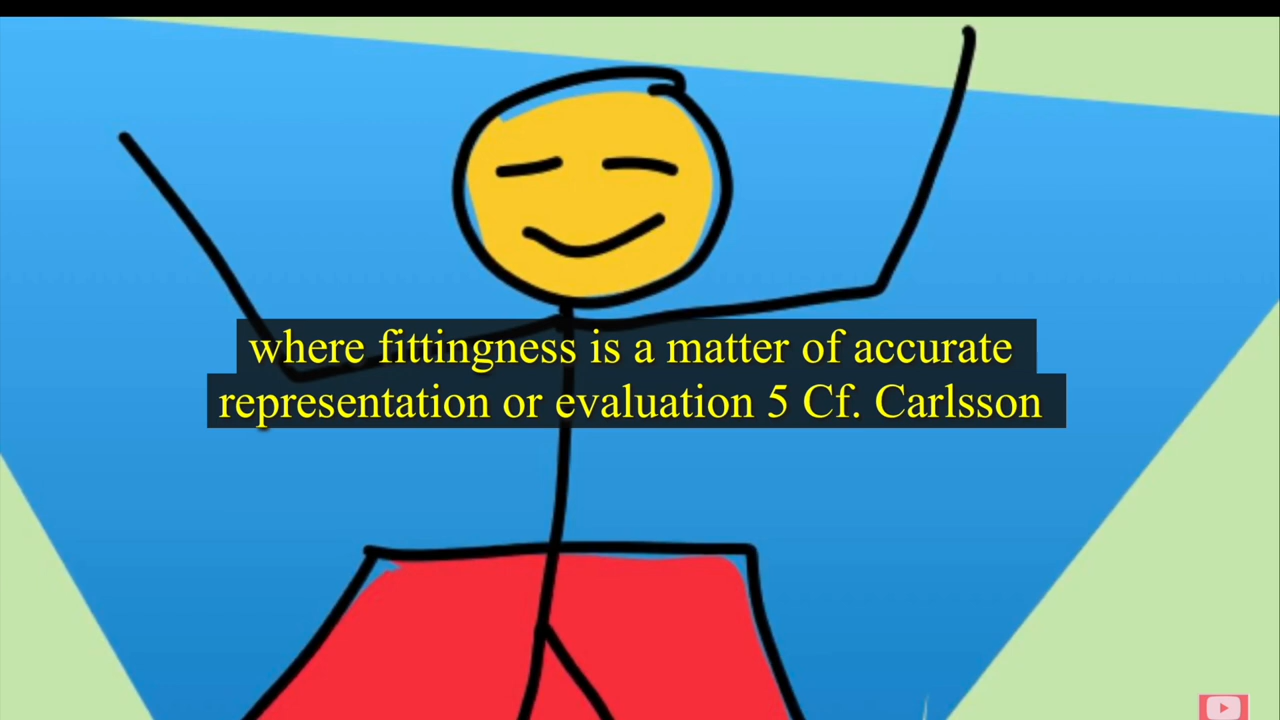 where fittingness is a matter of accurate
representation or evaluation 5 Cf. Carlsson